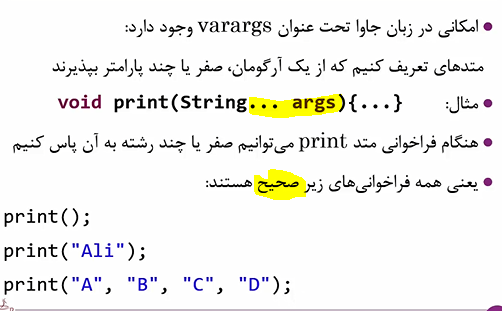 امکانی در زبان جاوا تحت عنوان varargs وجود دارد:
متدهای تعریف کنیم که از یک آرگومان، صفر یا چند پارامتر بپذیرند
مثال: void print(String... args){...}
هنگام فراخوانی متد print می‌توانیم صفر یا چند رشته به آن پاس کنیم
یعنی همه فراخوانی‌های زیر صحیح هستند:
print();
print("Ali");
print("A", "B", "C", "D");